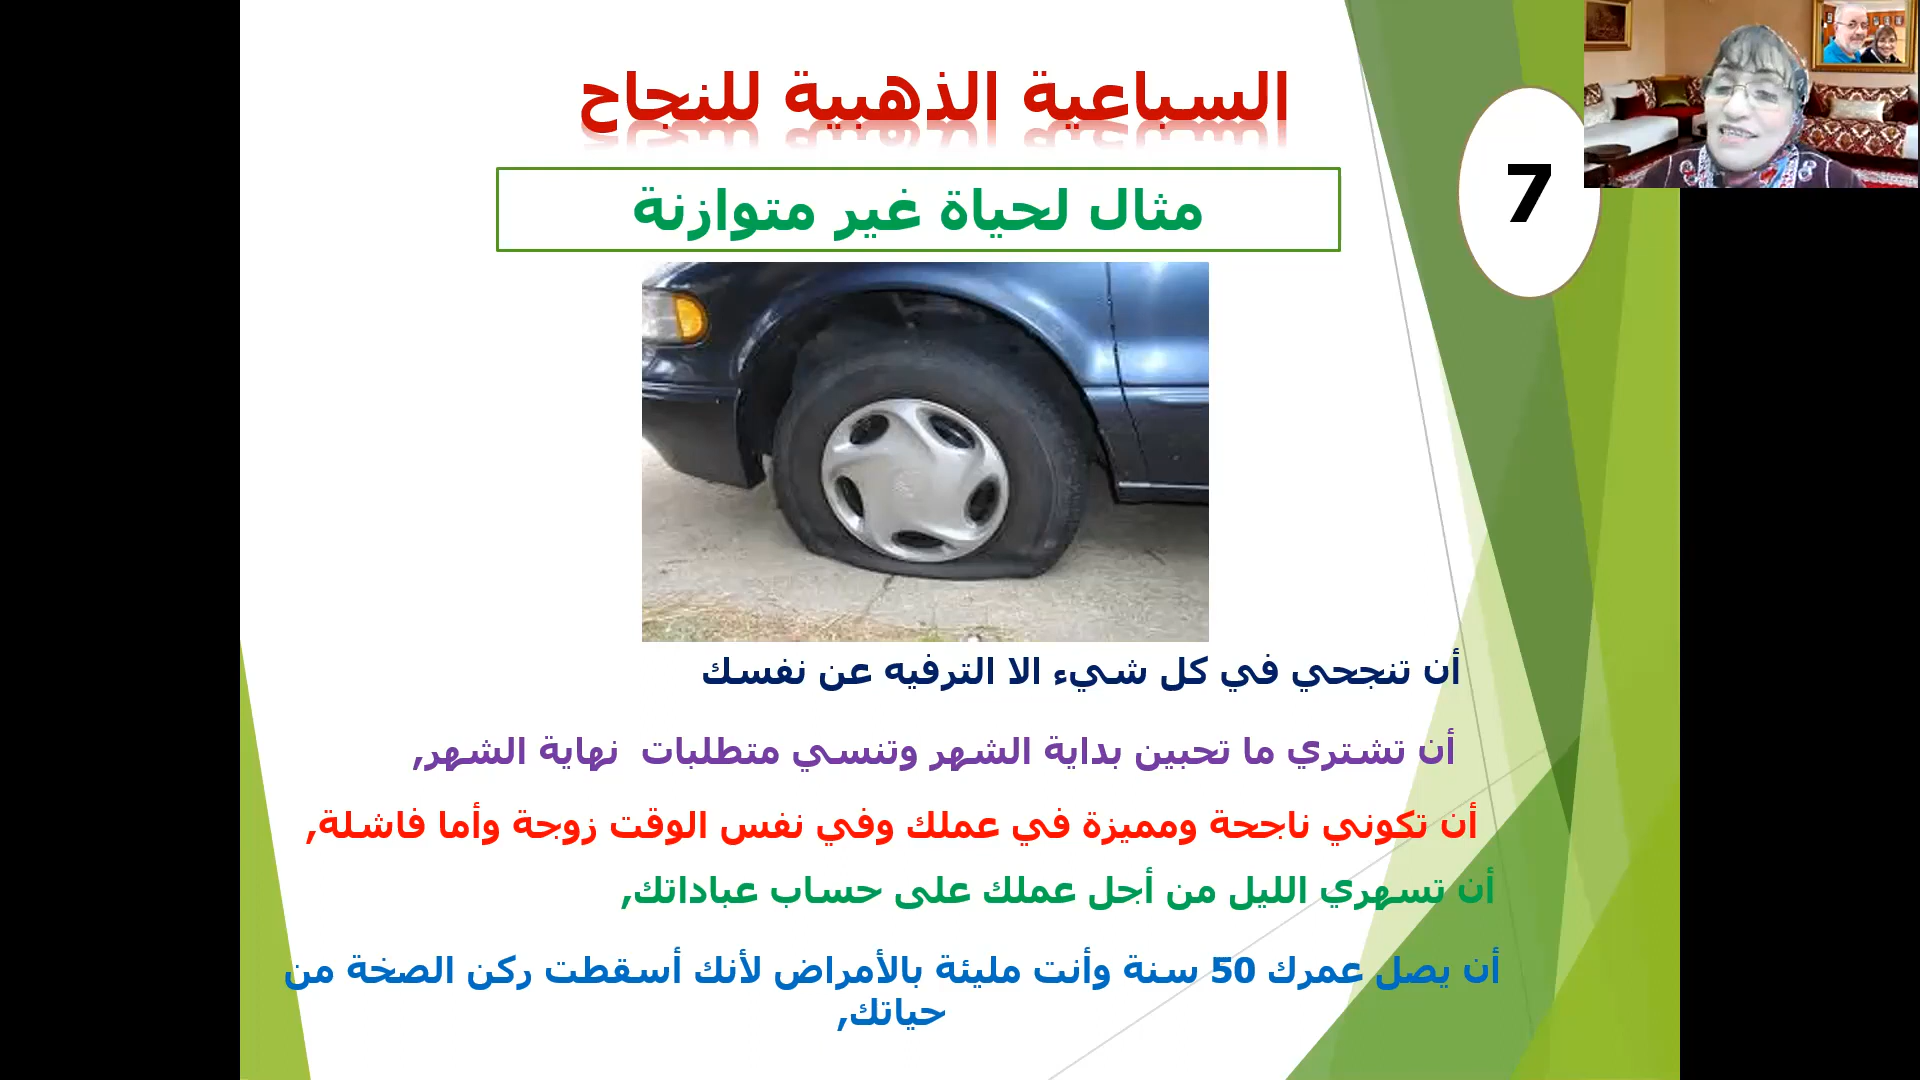 السباعية الذهبية للنجاح
7
مثال لحياة غير متوازنة
أن تنجحي في كل شيء الا الترفيه عن نفسك
أن تشتري ما تحبين بداية الشهر وتنسي متطلبات نهاية الشهر,
أن تكوني ناجحة ومميزة في عملك وفي نفس الوقت زوجة وأما فاشلة,
أن تسهري الليل من أجل عملك على حساب عباداتك,
أن يصل عمرك 50 سنة وأنت مليئة بالأمراض لأنك أسقطت ركن الصخة من
حياتك,